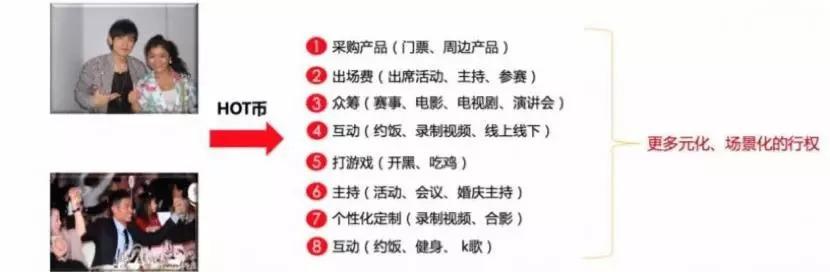 HOT币
1 采购产品（门票、周边产品）
2 出场费（出席活动、主持、参赛）
3 众筹（赛事、电影、电视剧、演讲会）
4 互动（约饭、录制视频、线上线下）
5 打游戏（开黑、吃鸡）
6 主持（活动、会议、婚庆主持）
7 个性化定制（录制视频、合影）
8 互动（约饭、健身、 k歌）
更多元化、场景化的行权